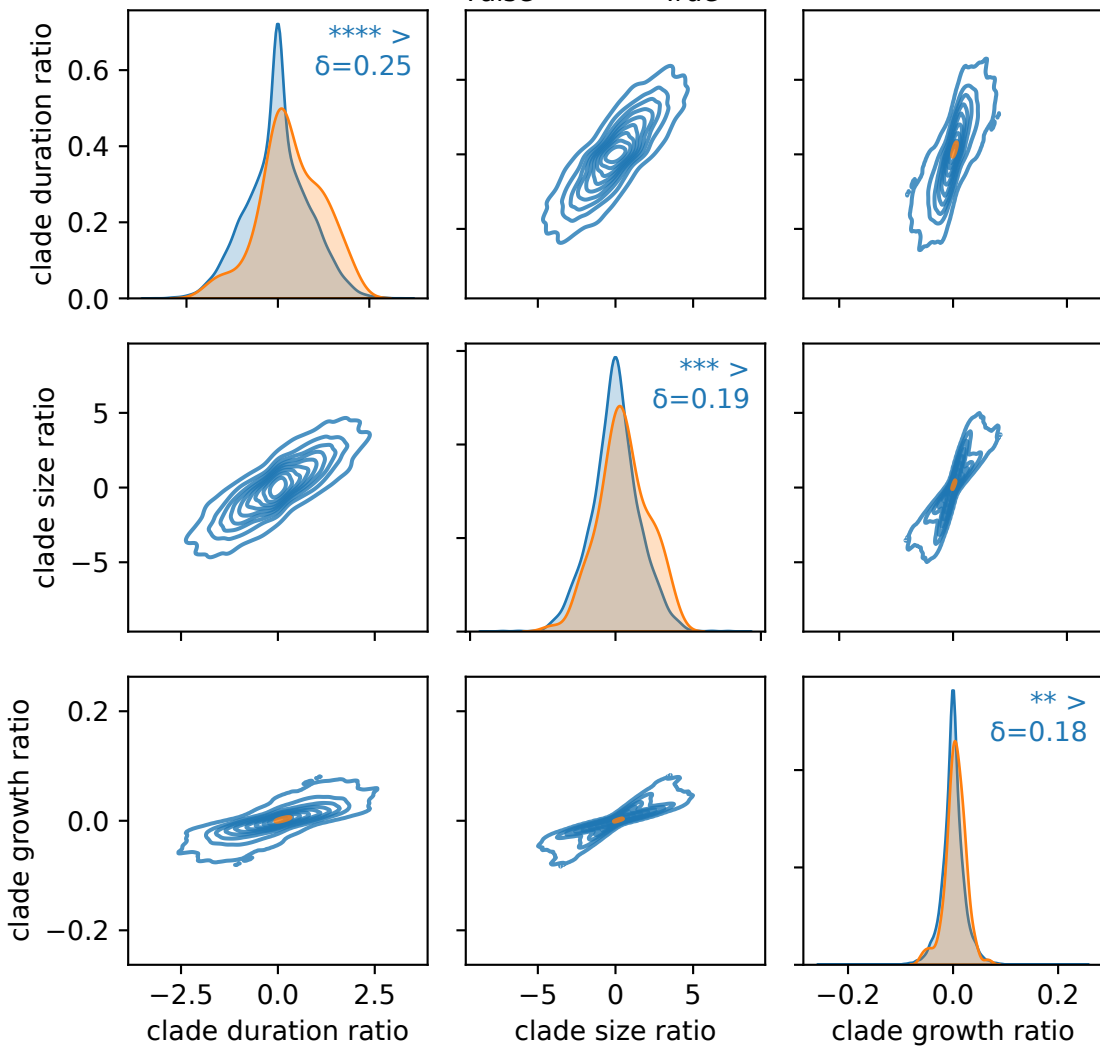 **** >
δ=0.25
clade duration ratio
0.6
0.4
0.2
0.0
*** >
δ=0.19
clade size ratio
5
0
−5
** >
δ=0.18
clade growth ratio
0.2
0.0
−0.2
−2.5 0.0 2.5
−5 0 5
−0.2 0.0 0.2
clade duration ratio
clade size ratio
clade growth ratio